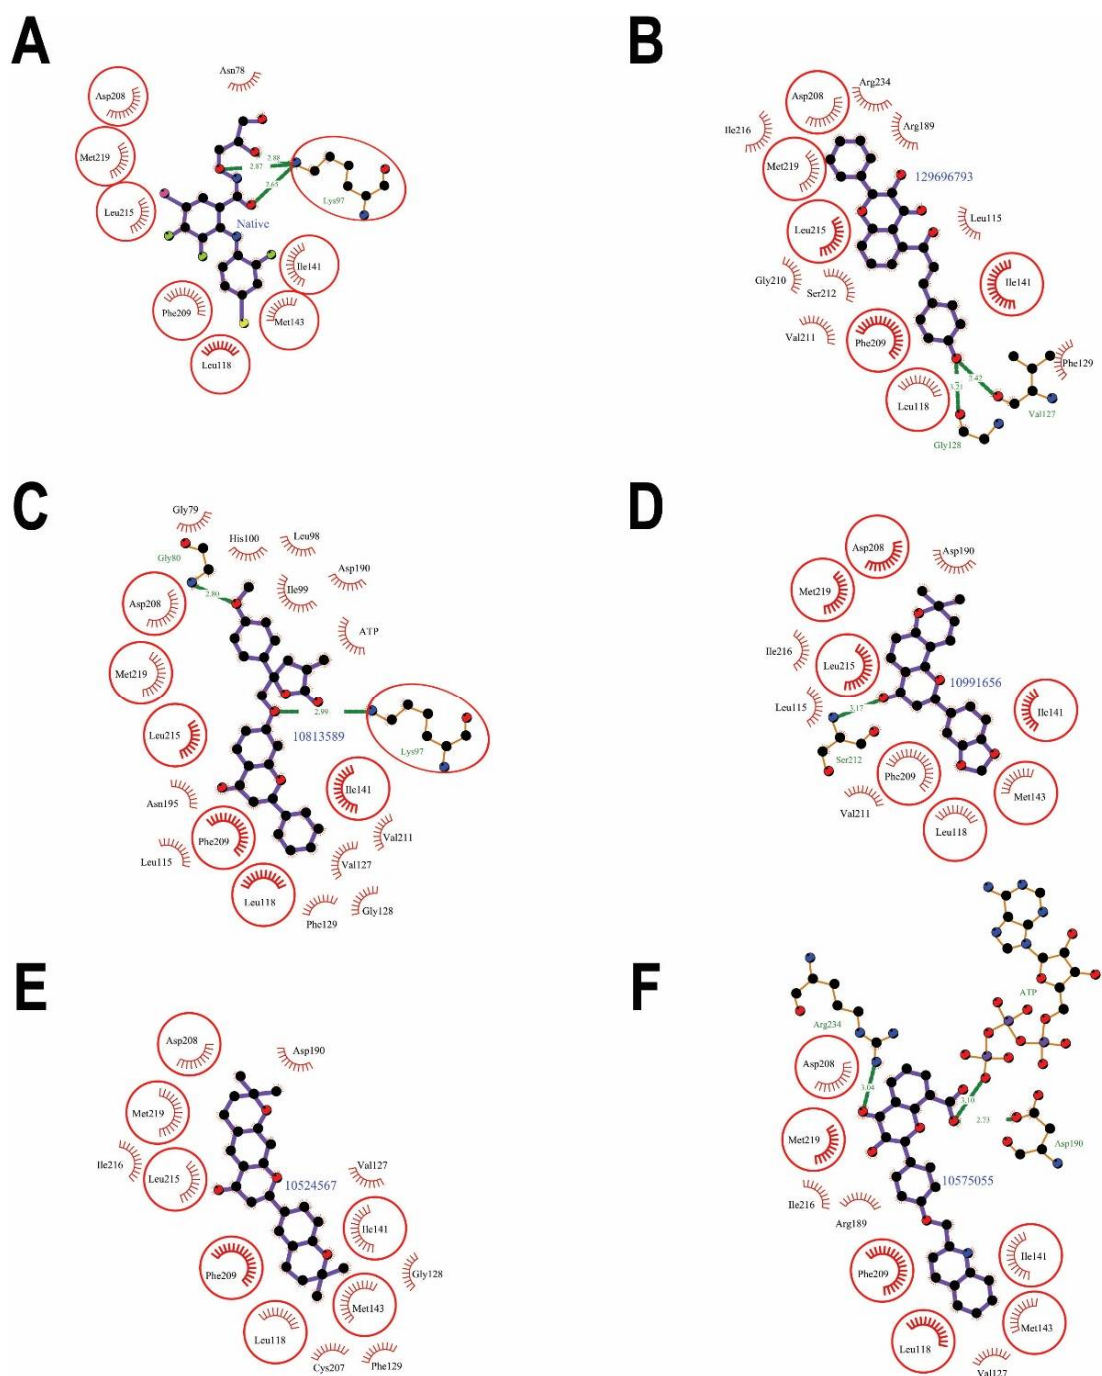 A
Asn78
Asp208
Met219
Leu215
2.88
2.87
2.65
Lys97
Native
Ile141
Phe209
Met143
Leu118
B
Arg234
Asp208
Ile216
Arg189
Met219
129696793
Leu115
Leu215
Gly210
Ser212
Ile141
Val211
Phe209
Phe129
2.42
3.21
Leu118
Val127
Gly128
C
Gly79
His100
Leu98
Gly80
Asp190
2.80
Ile99
Asp208
ATP
Met219
2.99
10813589
Leu215
Lys97
Ile141
Asn195
Phe209
Val211
Leu115
Val127
Leu118
Gly128
Phe129
D
Asp208
Asp190
Met219
Ile216
Leu215
10991656
Leu115
3.17
Ile141
Ser212
Phe209
Met143
Val211
Leu118
E
Asp208
Asp190
Met219
Ile216
Leu215
Val127
10524567
Ile141
Phe209
Gly128
Met143
Leu118
Cys207
Phe129
F
ATP
Arg234
Asp208
3.04
3.10
2.73
Met219
Asp190
10575055
Ile216
Arg189
Phe209
Ile141
Met143
Leu118
Val127